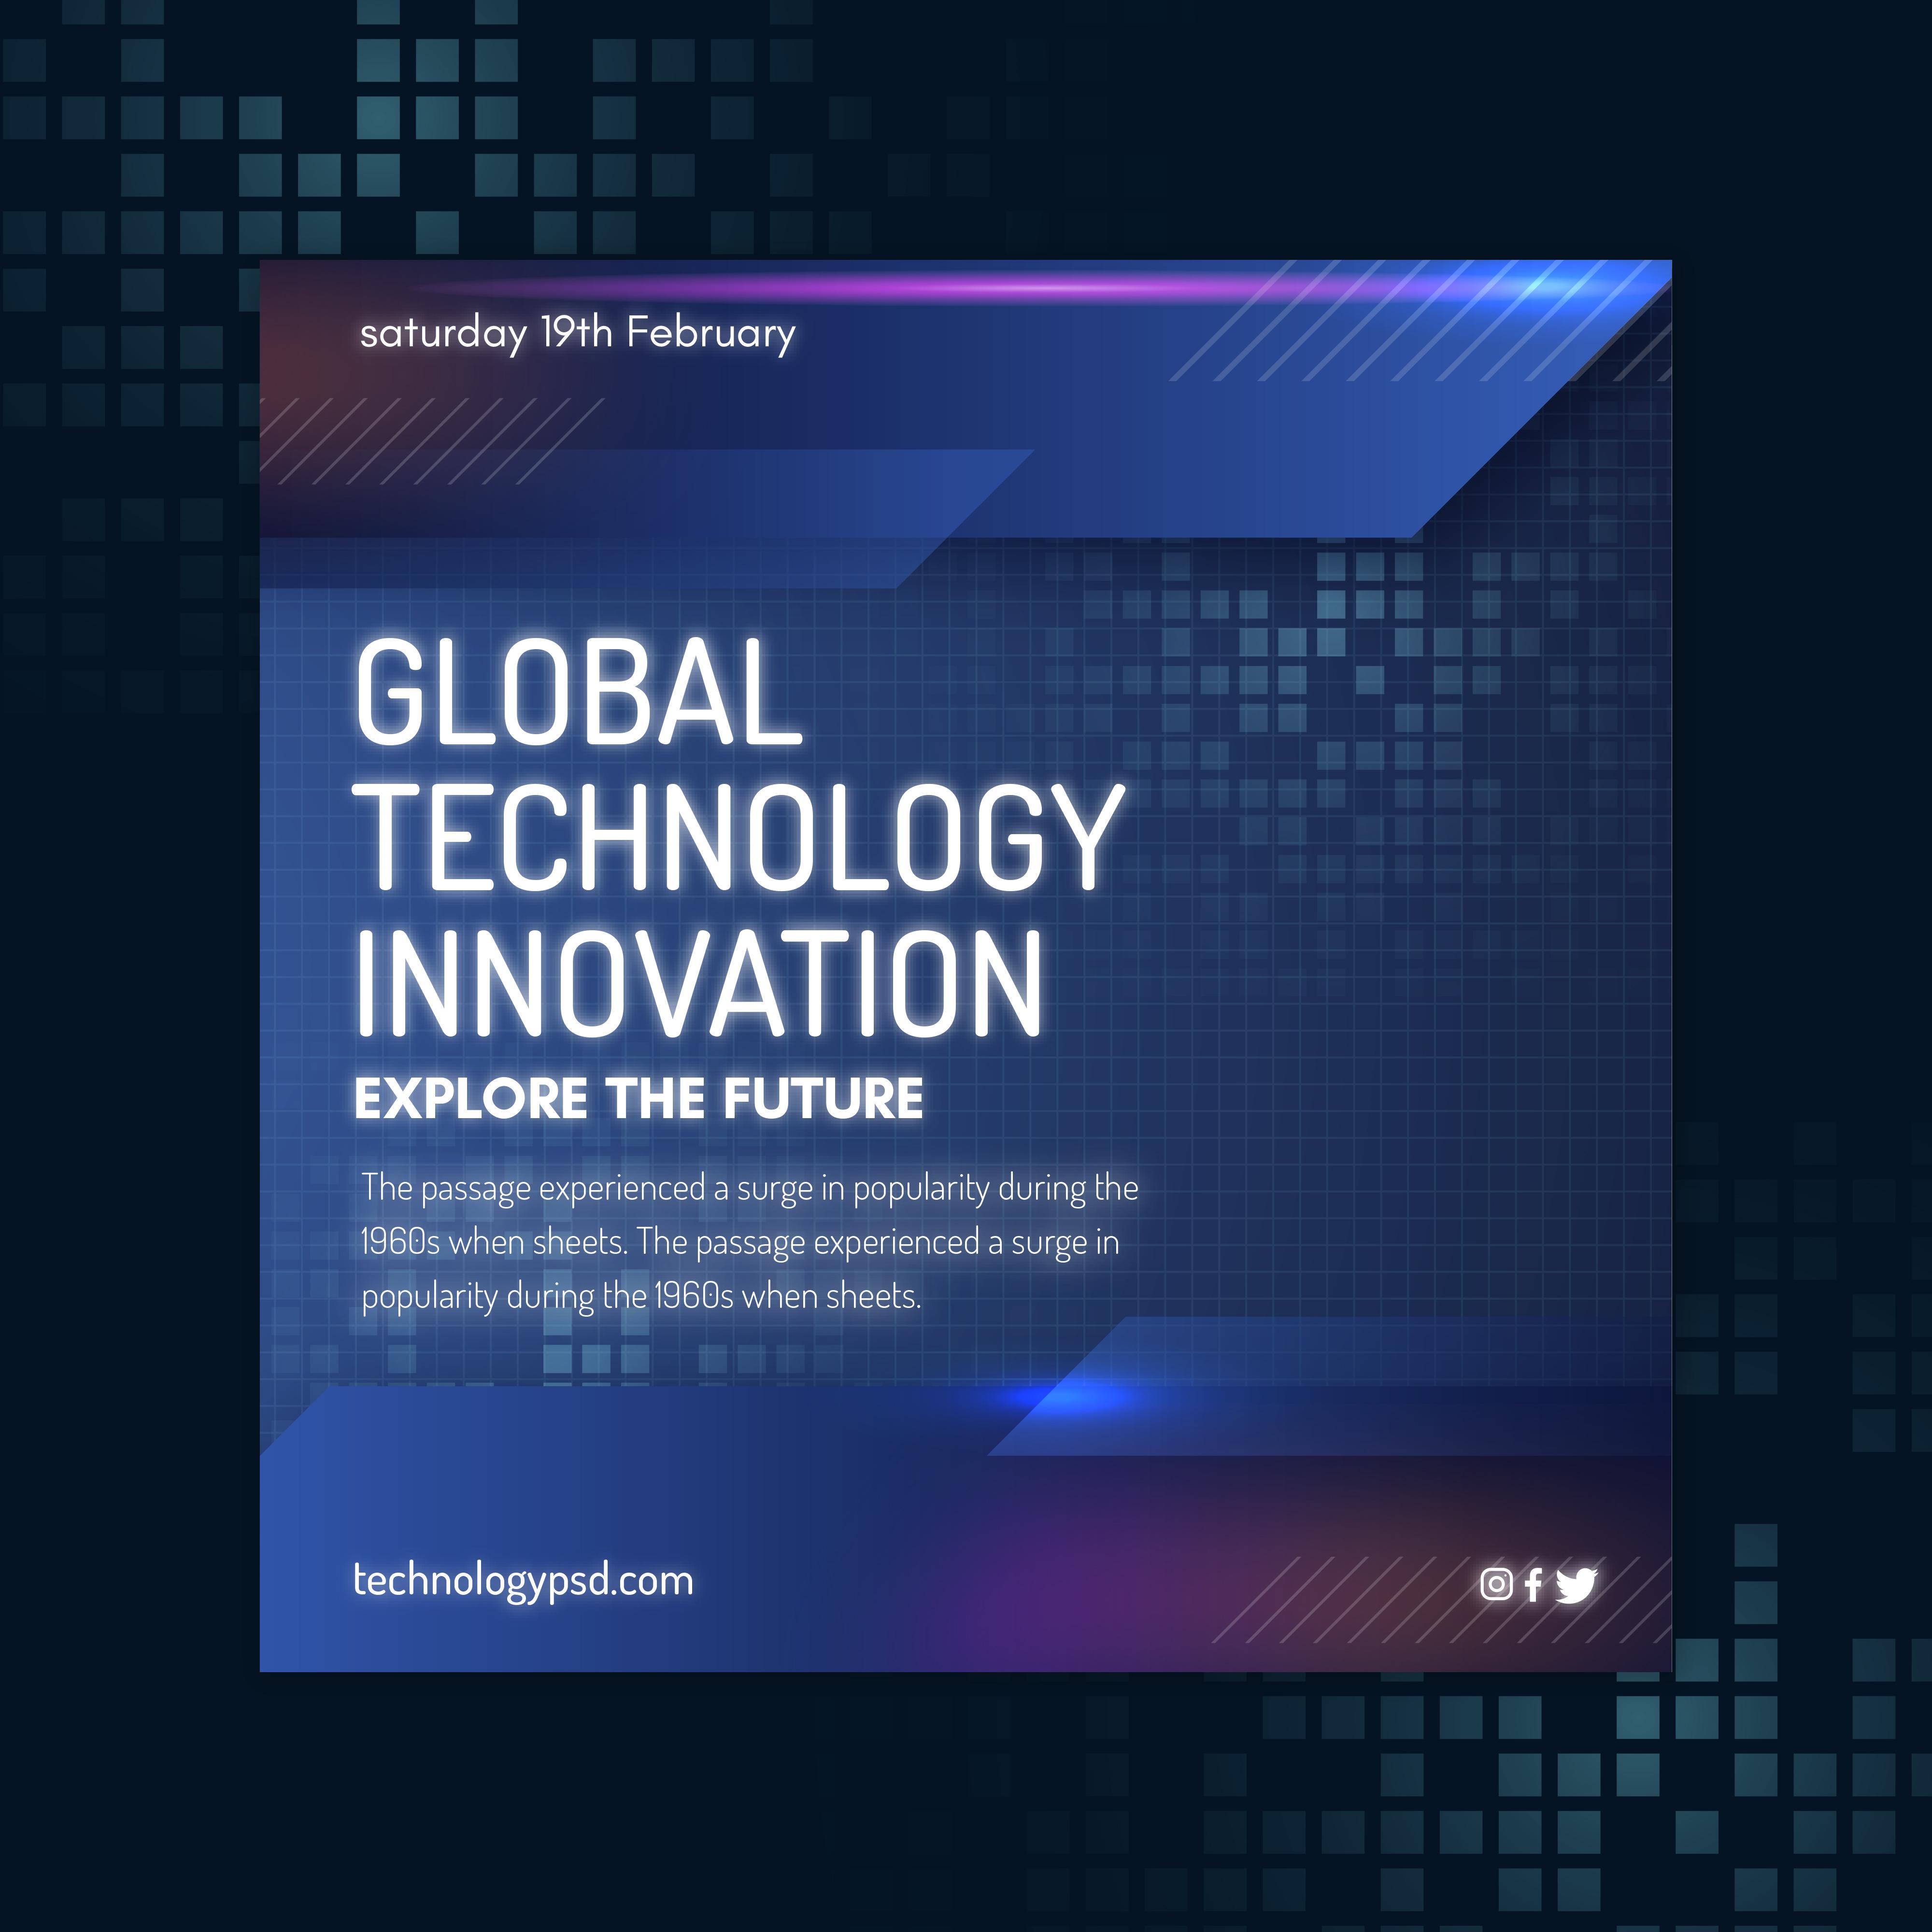 saturday 19th February
GLOBAL
TECHNOLOGY
INNOVATION
EXPLORE THE FUTURE
The passage experienced a surge in popularity during the
1960s when sheets. The passage experienced a surge in
popularity during the 1960s when sheets.
technologypsd.com